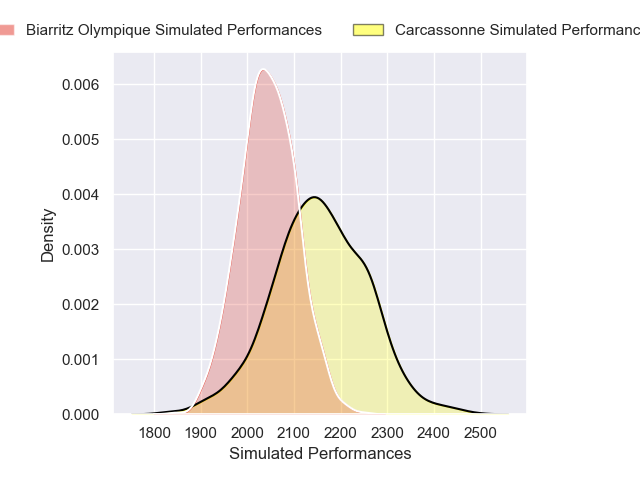 Biarritz Olympique Simulated Performances
Carcassonne Simulated Performanc
0.006
0.005
0.004
0.003
0.002
0.001
0.000
Density
1800 1900 2000 2100 2200 2300 2400 2500
Simulated Performances